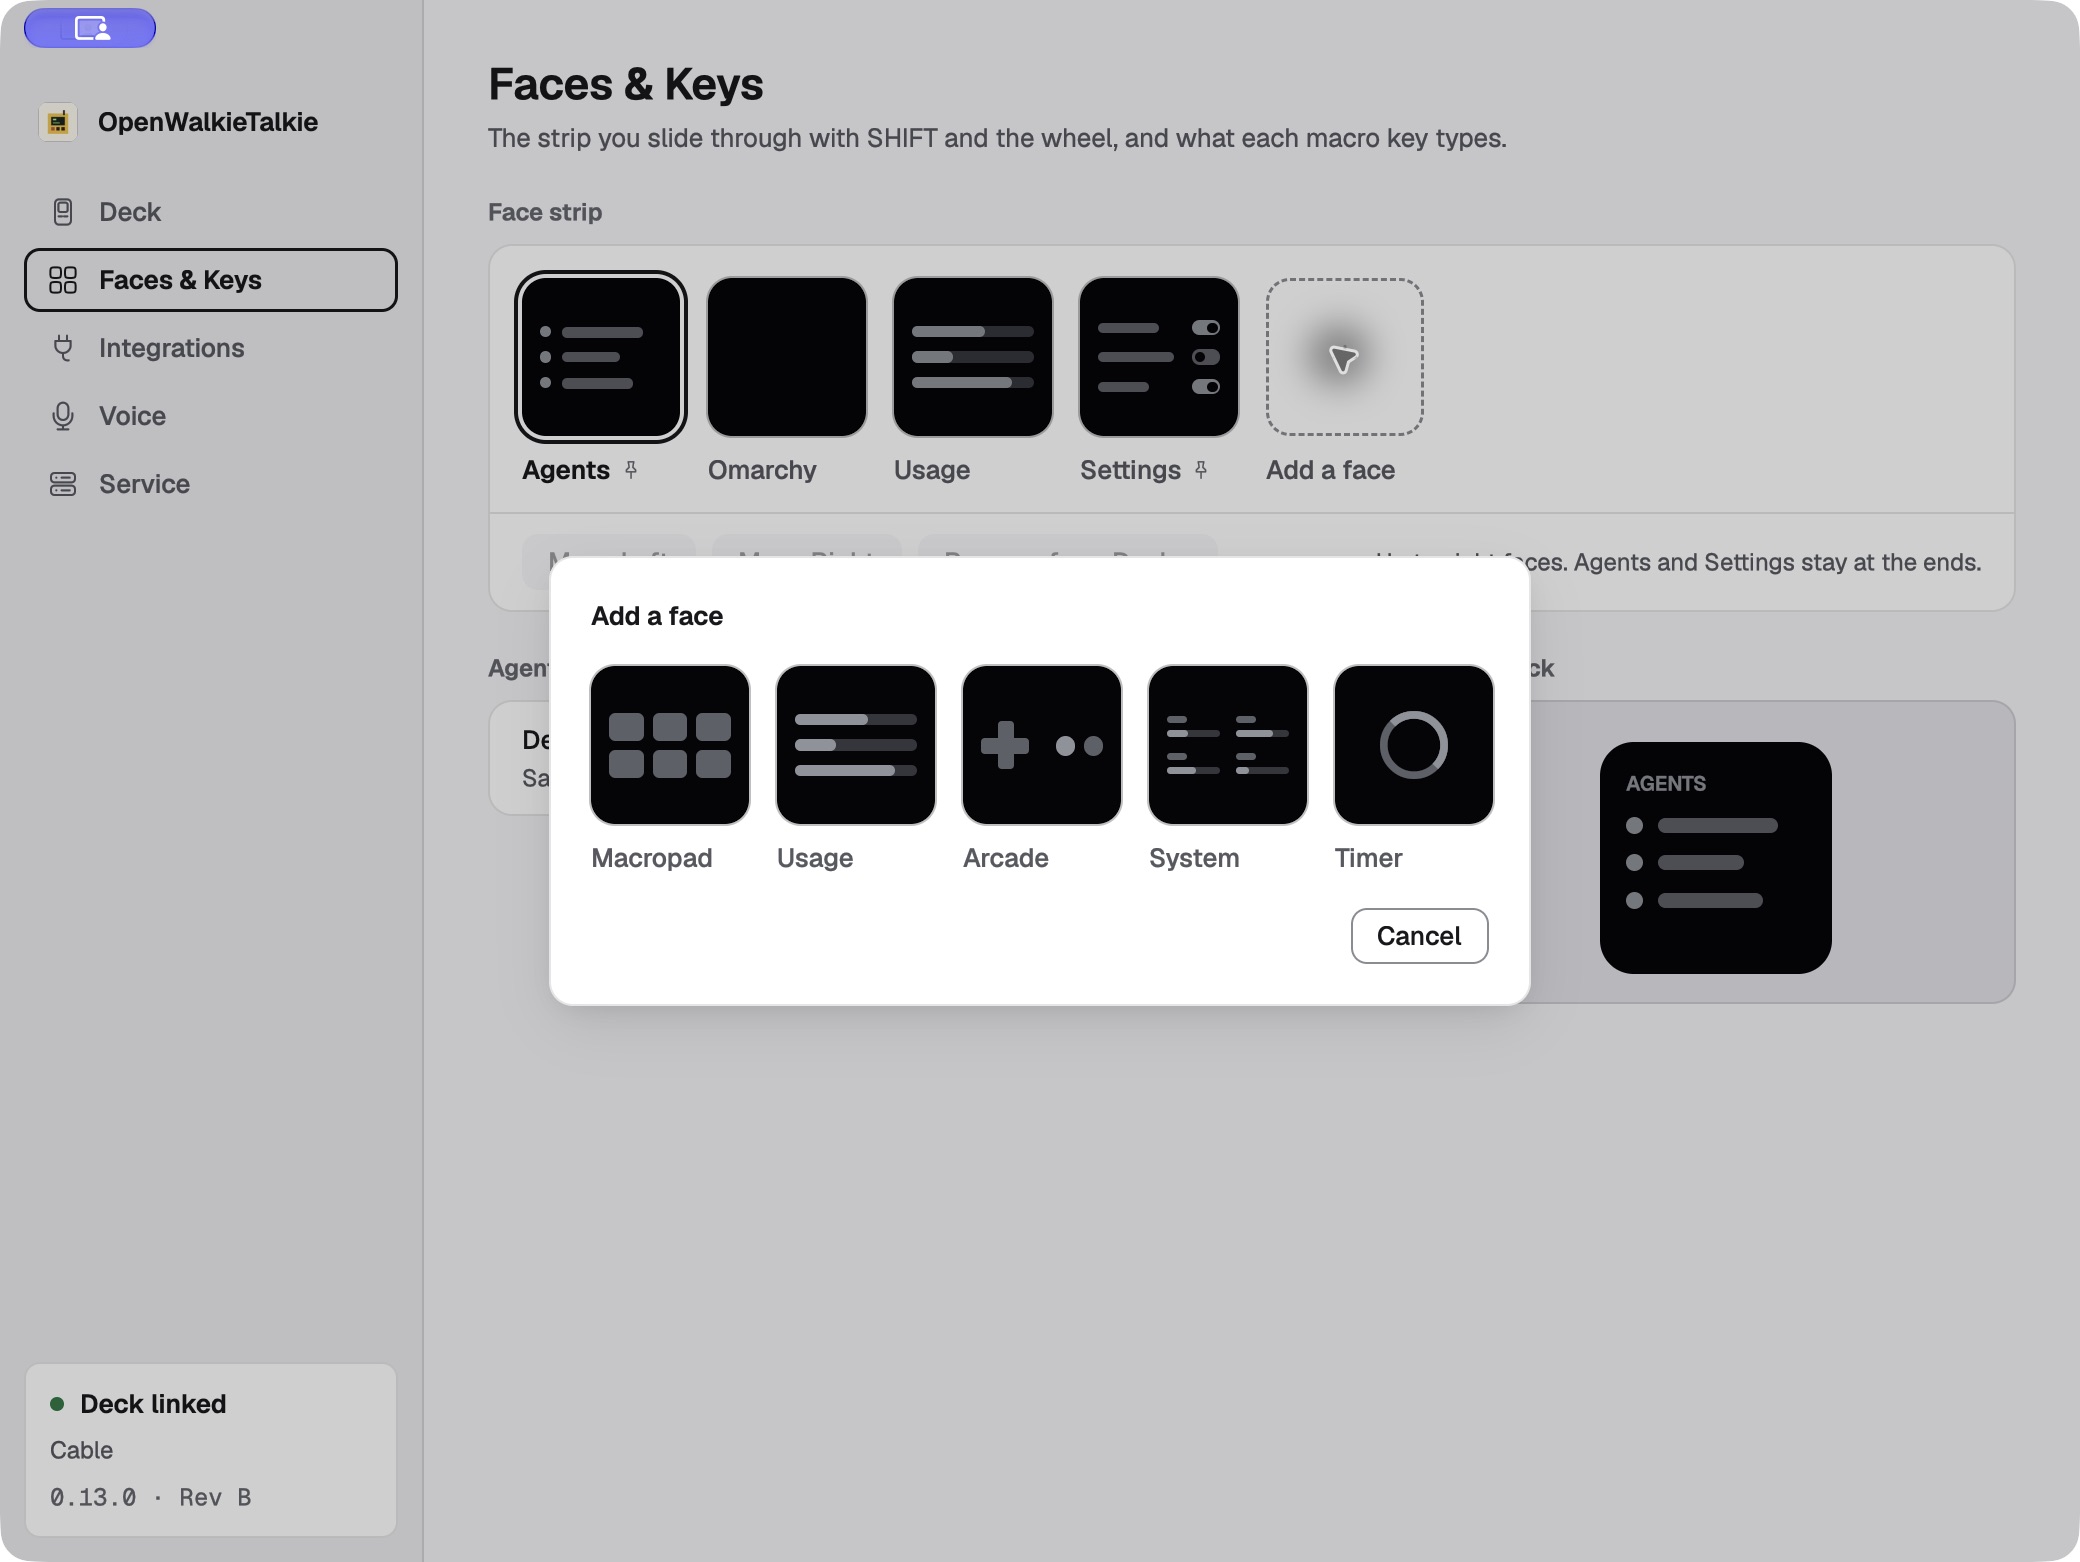 OpenWalkieTalkie
Deck
Faces & Keys
Integrations
Voice
Service
Deck linked
Cable
0.13.0 · Rev B
Faces & Keys
The strip you slide through with SHIFT and the wheel, and what each macro key types.
Face strip
Agents
Omarchy
Usage
Settings
Add a face
Agents and Settings stay at the ends.
Add a face
Macropad
Usage
Arcade
System
Timer
Cancel
AGENTS